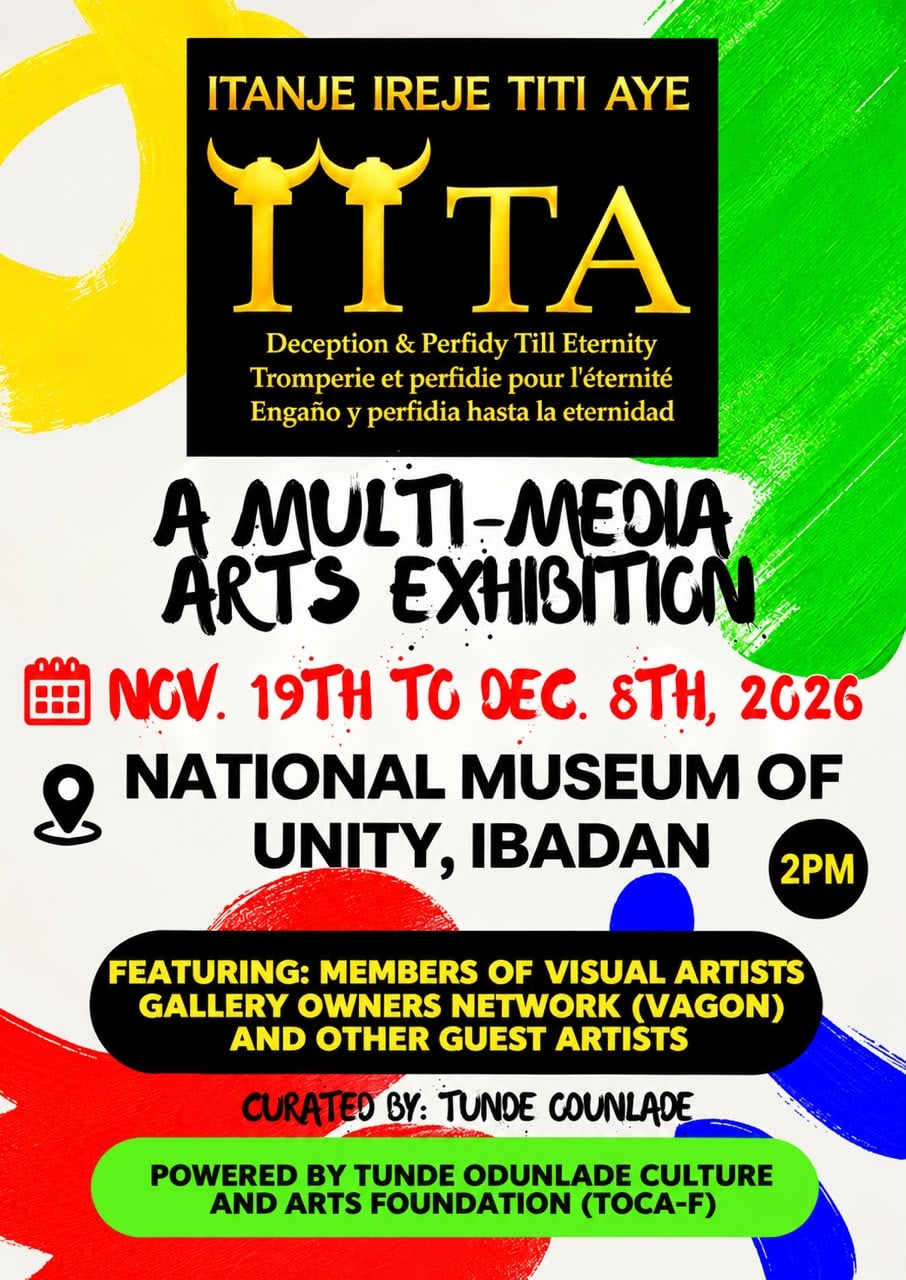 ITANJE IREJE TITI AYE
IITA
Deception & Perfidy Till Eternity
Tromperie et perfidie pour l'éternité
Engaño y perfidia hasta la eternidad
A MULTI-MEDIA
ARTS EXHIBITION
NOV. 19TH TO DEC. 8TH, 2026
NATIONAL MUSEUM OF
UNITY, IBADAN
2PM
FEATURING: MEMBERS OF VISUAL ARTISTS
GALLERY OWNERS NETWORK (VAGON)
AND OTHER GUEST ARTISTS
CURATED BY: TUNDE ODUNLADE
POWERED BY TUNDE ODUNLADE CULTURE
AND ARTS FOUNDATION (TOCA-F)